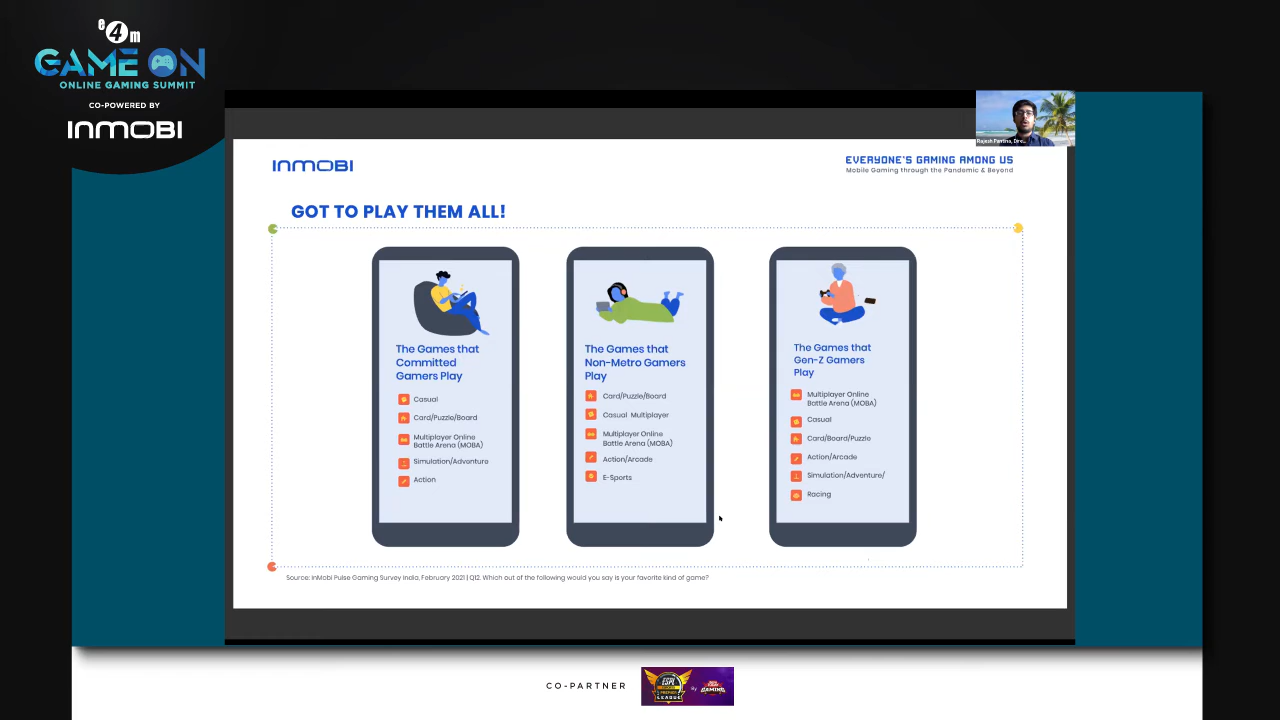 e4m
GAME ON
ONLINE GAMING SUMMIT
CO-POWERED BY
INMOBI
INMOBI
EVERYONE'S GAMING AMONG US
Mobile Gaming through the Pandemic & Beyond
GOT TO PLAY THEM ALL!
The Games that
Committed
Gamers Play
Casual
Card/Puzzle/Board
Multiplayer Online
Battle Arena (MOBA)
Simulation/Adventure
Action
The Games that
Non-Metro Gamers
Play
Card/Puzzle/Board
Casual Multiplayer
Multiplayer Online
Battle Arena (MOBA)
Action/Arcade
E-Sports
The Games that
Gen-Z Gamers
Play
Multiplayer Online
Battle Arena (MOBA)
Casual
Card/Board/Puzzle
Action/Arcade
Simulation/Adventure/
Racing
Source: InMobi Pulse Gaming Survey India, February 2021 | Q12. Which out of the following would you say is your favorite kind of game?
CO-PARTNER
ESPL
PREMIER
LEAGUE
By
GAMING